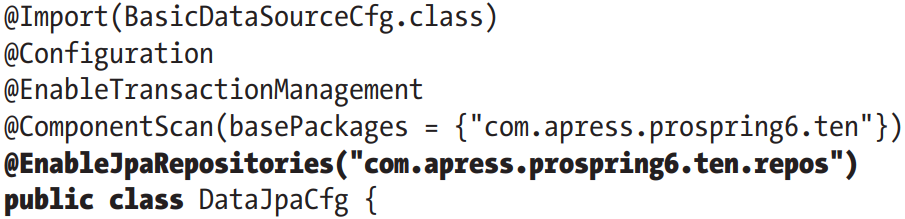 @Import(BasicDataSourceCfg.class)
@Configuration
@EnableTransactionManagement
@ComponentScan(basePackages = {"com.apress.prospring6.ten"})
@EnableJpaRepositories("com.apress.prospring6.ten.repos")
public class DataJpaCfg {